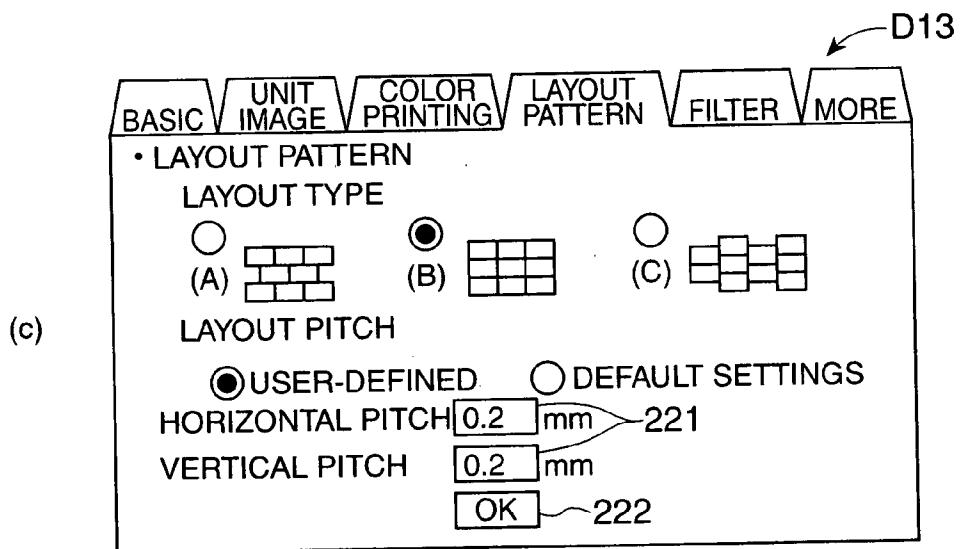 D13
BASIC UNIT IMAGE COLOR PRINTING LAYOUT PATTERN FILTER MORE
• LAYOUT PATTERN
LAYOUT TYPE
(A) (B) (C)
(c)
LAYOUT PITCH
USER-DEFINED DEFAULT SETTINGS
HORIZONTAL PITCH 0.2 mm 221
VERTICAL PITCH 0.2 mm
OK 222